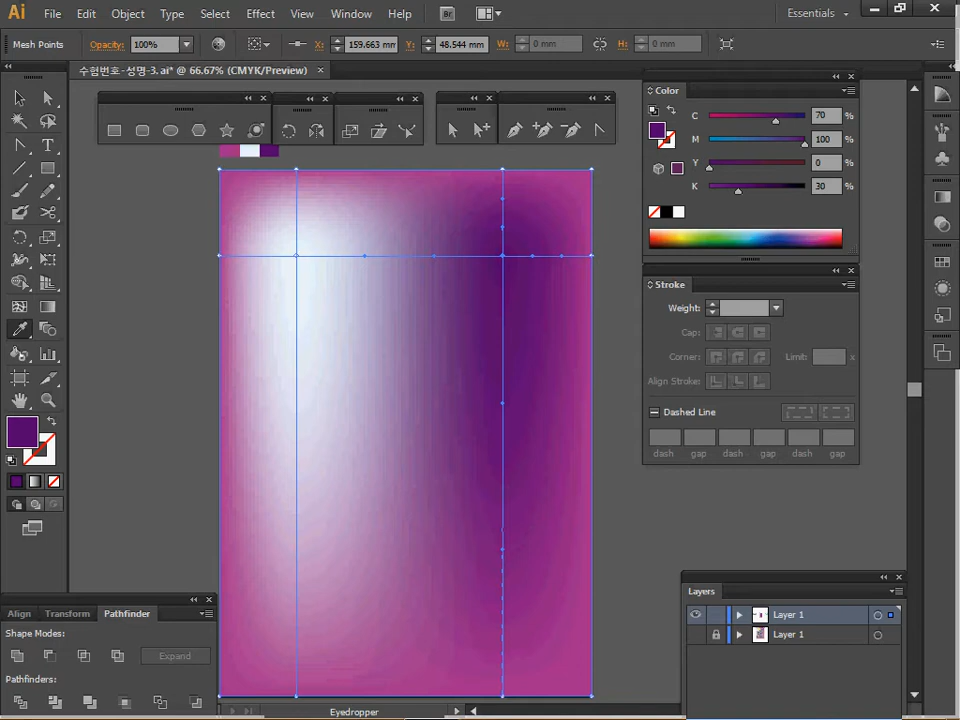 Ai File Edit Object Type Select Effect View Window Help Br Essentials
Mesh Points Opacity: 100% X: 159.663 mm Y: 48.544 mm W: 0 mm H: 0 mm
수험번호-성명-3.ai* @ 66.67% (CMYK/Preview) ×
Color
C 70 %
M 100 %
Y 0 %
K 30 %
Stroke
Weight:
Cap:
Corner: Limit: x
Align Stroke:
Dashed Line
dash gap dash gap dash gap
Layers
Layer 1
Layer 1
Align Transform Pathfinder
Shape Modes:
Expand
Pathfinders:
Eyedropper